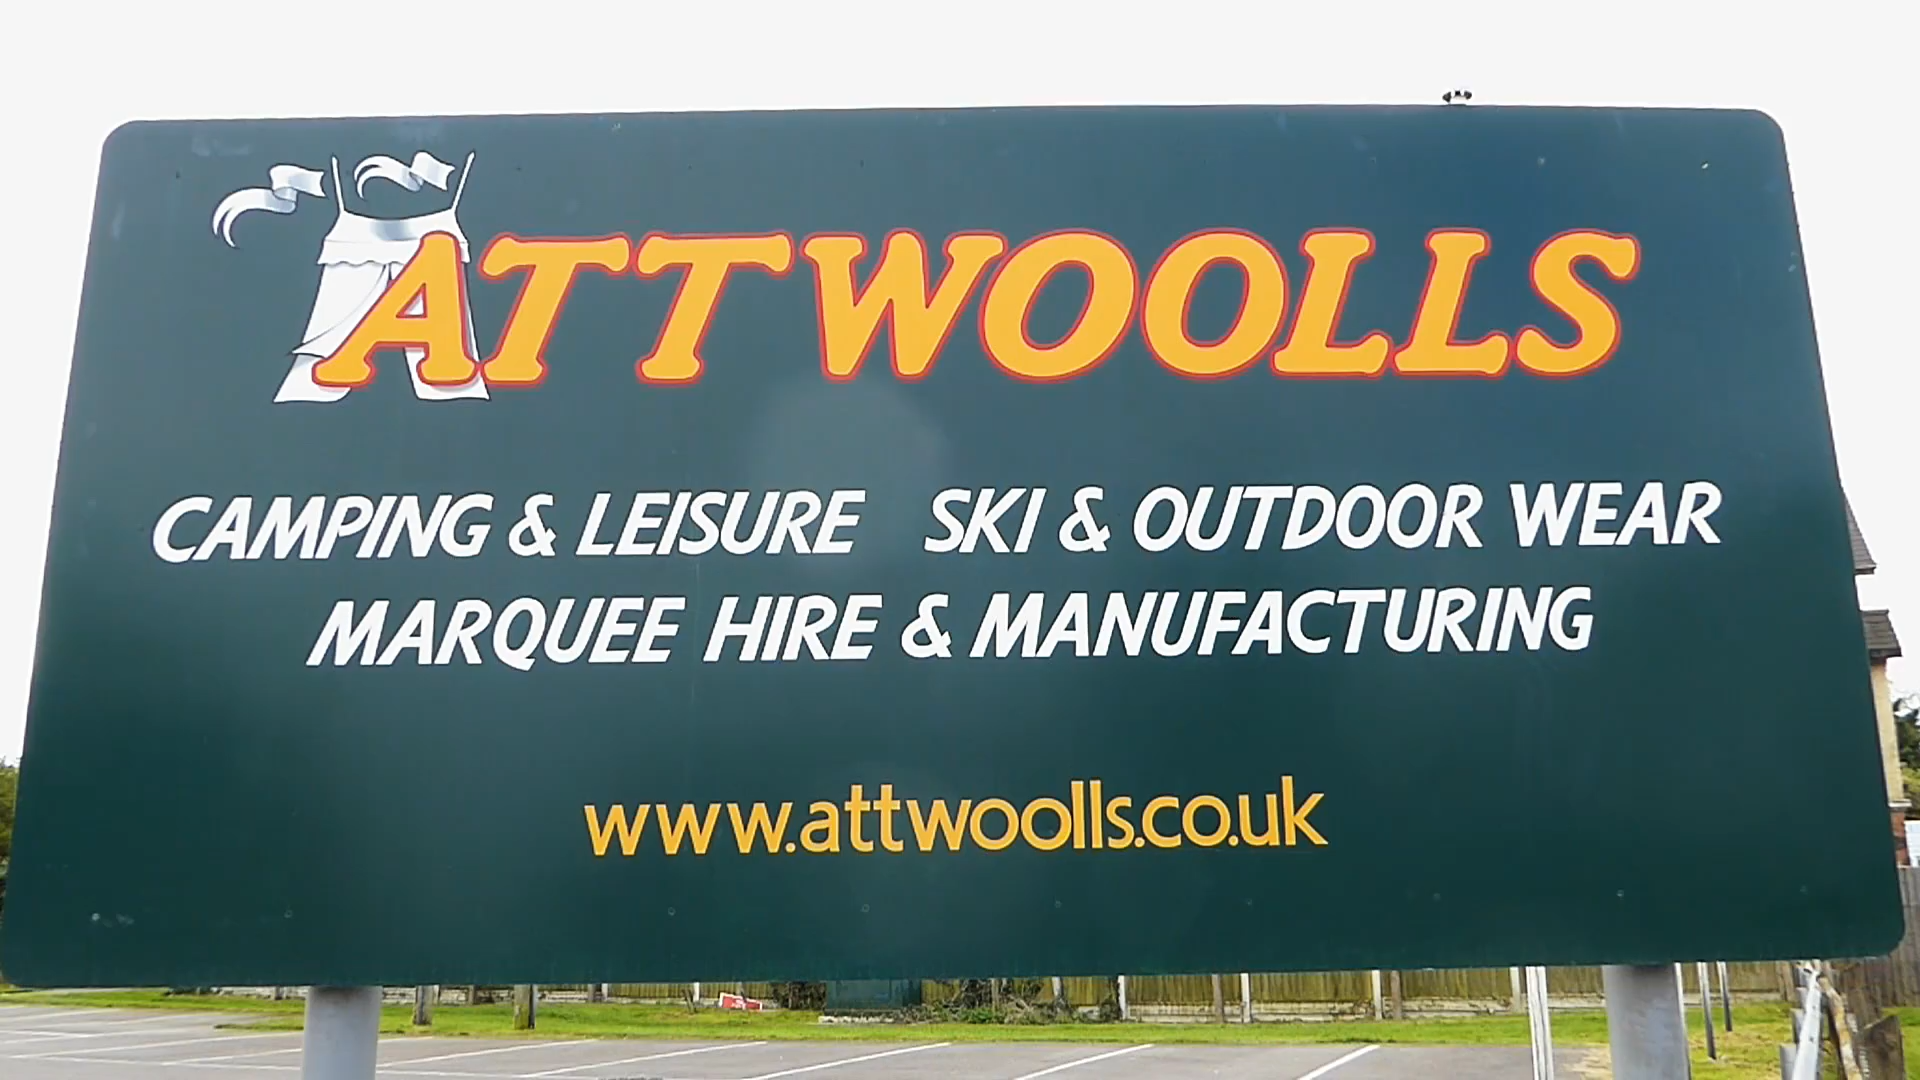 ATTWOOLLS
CAMPING & LEISURE SKI & OUTDOOR WEAR
MARQUEE HIRE & MANUFACTURING
www.attwoolls.co.uk